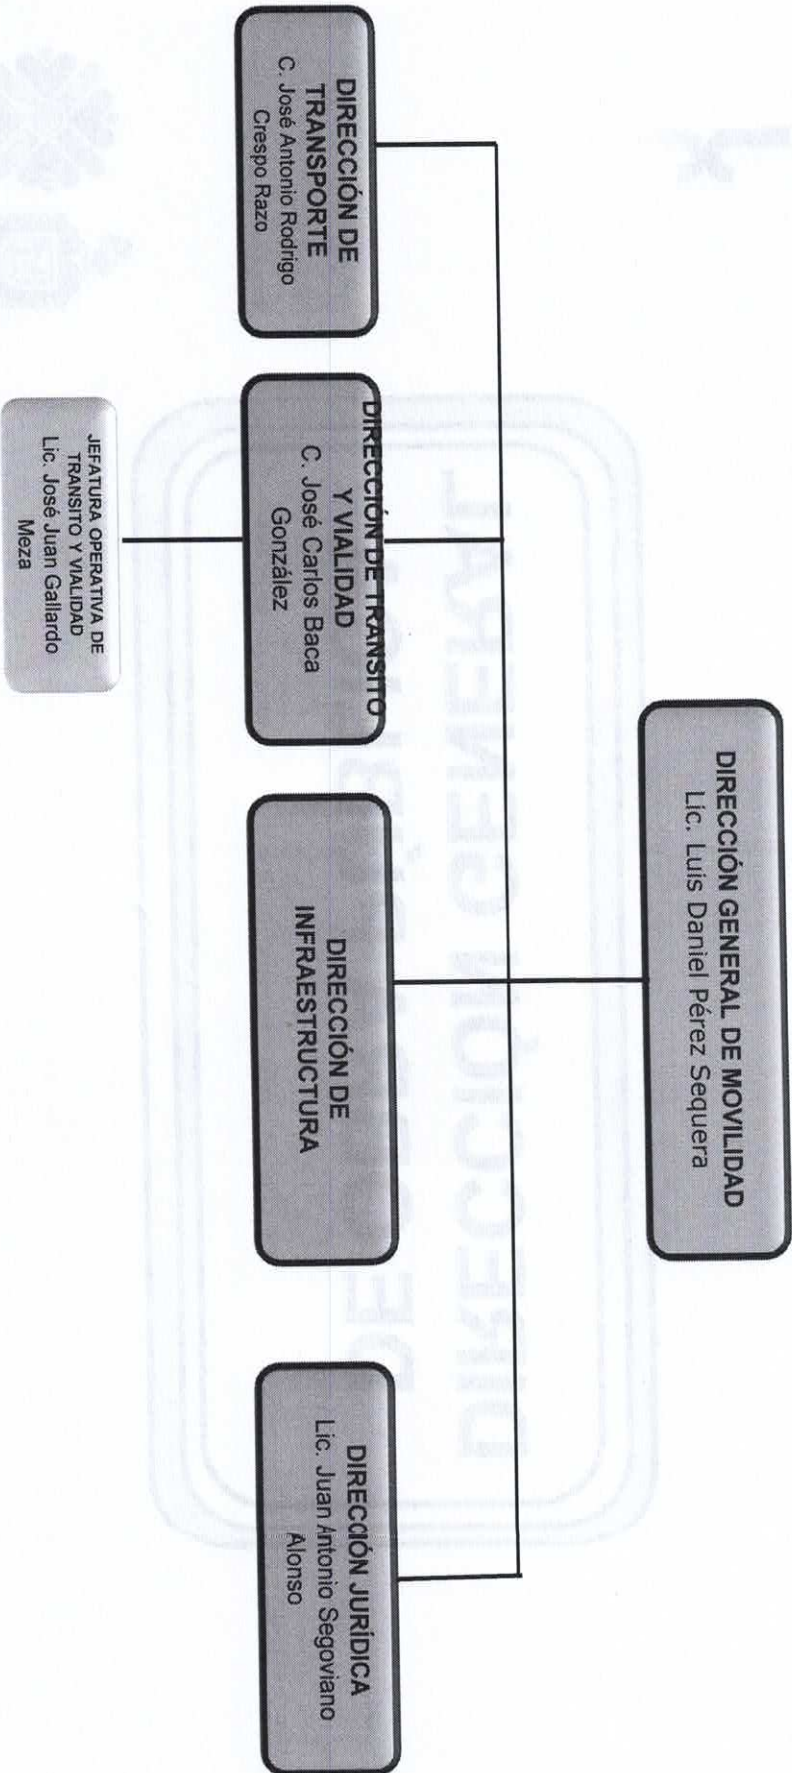 DIRECCIÓN GENERAL DE MOVILIDAD
Lic. Luis Daniel Pérez Sequera
DIRECCIÓN DE
TRANSPORTE
C. José Antonio Rodrigo
Crespo Razo
DIRECCIÓN DE TRANSITO
Y VIALIDAD
C. José Carlos Baca
González
DIRECCIÓN DE
INFRAESTRUCTURA
DIRECCIÓN JURÍDICA
Lic. Juan Antonio Segoviano
Alonso
JEFATURA OPERATIVA DE
TRANSITO Y VIALIDAD
Lic. José Juan Gallardo
Meza